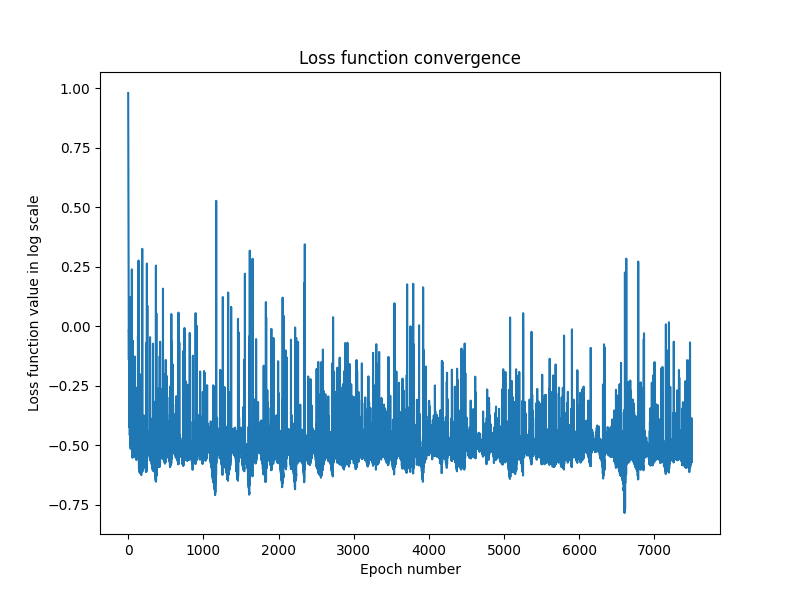 Loss function convergence
1.00
0.75
0.50
0.25
0.00
−0.25
−0.50
−0.75
Loss function value in log scale
0 1000 2000 3000 4000 5000 6000 7000
Epoch number